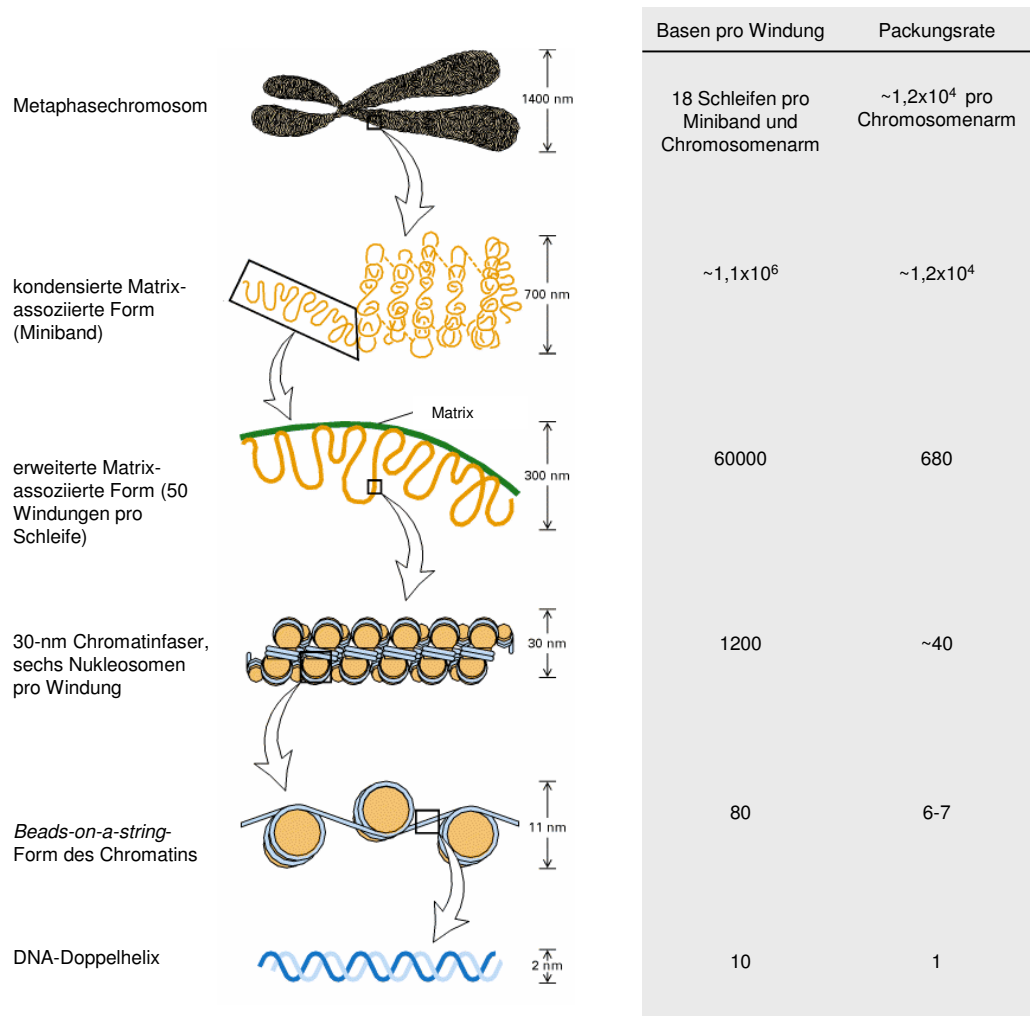 Basen pro Windung Packungsrate
Metaphasechromosom
1400 nm
18 Schleifen pro
Miniband und
Chromosomenarm
~1,2x10⁴ pro
Chromosomenarm
kondensierte Matrix-
assoziierte Form
(Miniband)
700 nm
~1,1x10⁶
~1,2x10⁴
Matrix
erweiterte Matrix-
assoziierte Form (50
Windungen pro
Schleife)
300 nm
60000
680
30-nm Chromatinfaser,
sechs Nukleosomen
pro Windung
30 nm
1200
~40
Beads-on-a-string-
Form des Chromatins
11 nm
80
6-7
DNA-Doppelhelix
2 nm
10
1